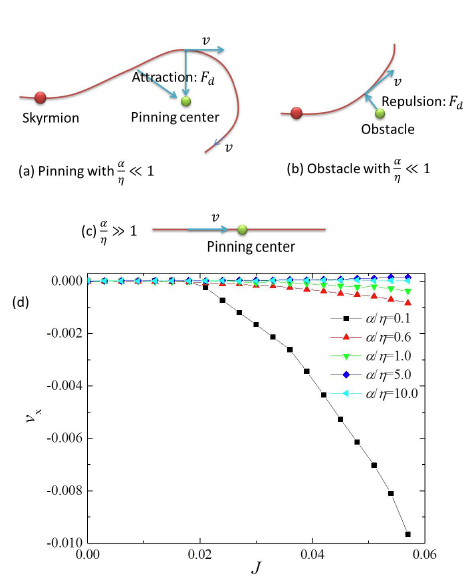 v
Attraction: F_d
v
Repulsion: F_d
Skyrmion
Pinning center
Obstacle
v
(a) Pinning with α/η ≪ 1
(b) Obstacle with α/η ≪ 1
(c) α/η ≫ 1
v
Pinning center
(d)
0.000
-0.002
-0.004
-0.006
-0.008
-0.010
v_x
α/η=0.1
α/η=0.6
α/η=1.0
α/η=5.0
α/η=10.0
0.00
0.02
0.04
0.06
J